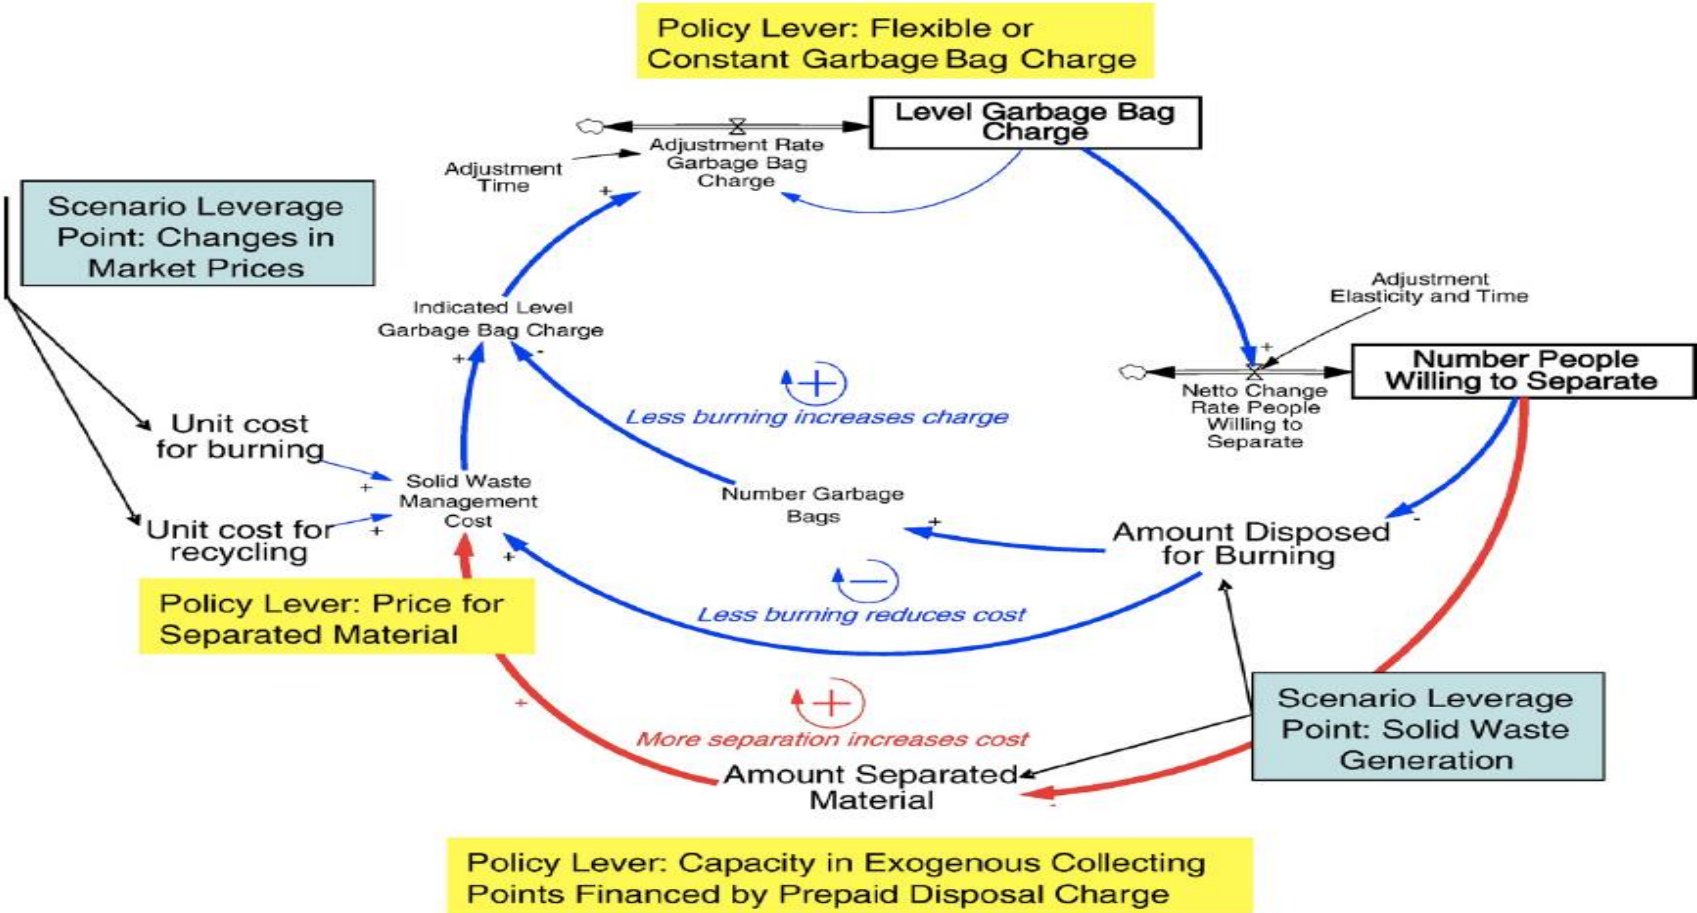 Policy Lever: Flexible or
Constant Garbage Bag Charge
Level Garbage Bag
Charge
Adjustment Rate
Garbage Bag
Charge
Adjustment
Time
+
Scenario Leverage
Point: Changes in
Market Prices
Adjustment
Elasticity and Time
Indicated Level
Garbage Bag Charge
+
-
+
Number People
Willing to Separate
Netto Change
Rate People
Willing to
Separate
+
Less burning increases charge
Unit cost
for burning
+
Solid Waste
Management
Cost
Number Garbage
Bags
+
-
Unit cost for
recycling
+
+
Amount Disposed
for Burning
−
Less burning reduces cost
Policy Lever: Price for
Separated Material
+
+
More separation increases cost
Scenario Leverage
Point: Solid Waste
Generation
Amount Separated
Material
-
Policy Lever: Capacity in Exogenous Collecting
Points Financed by Prepaid Disposal Charge